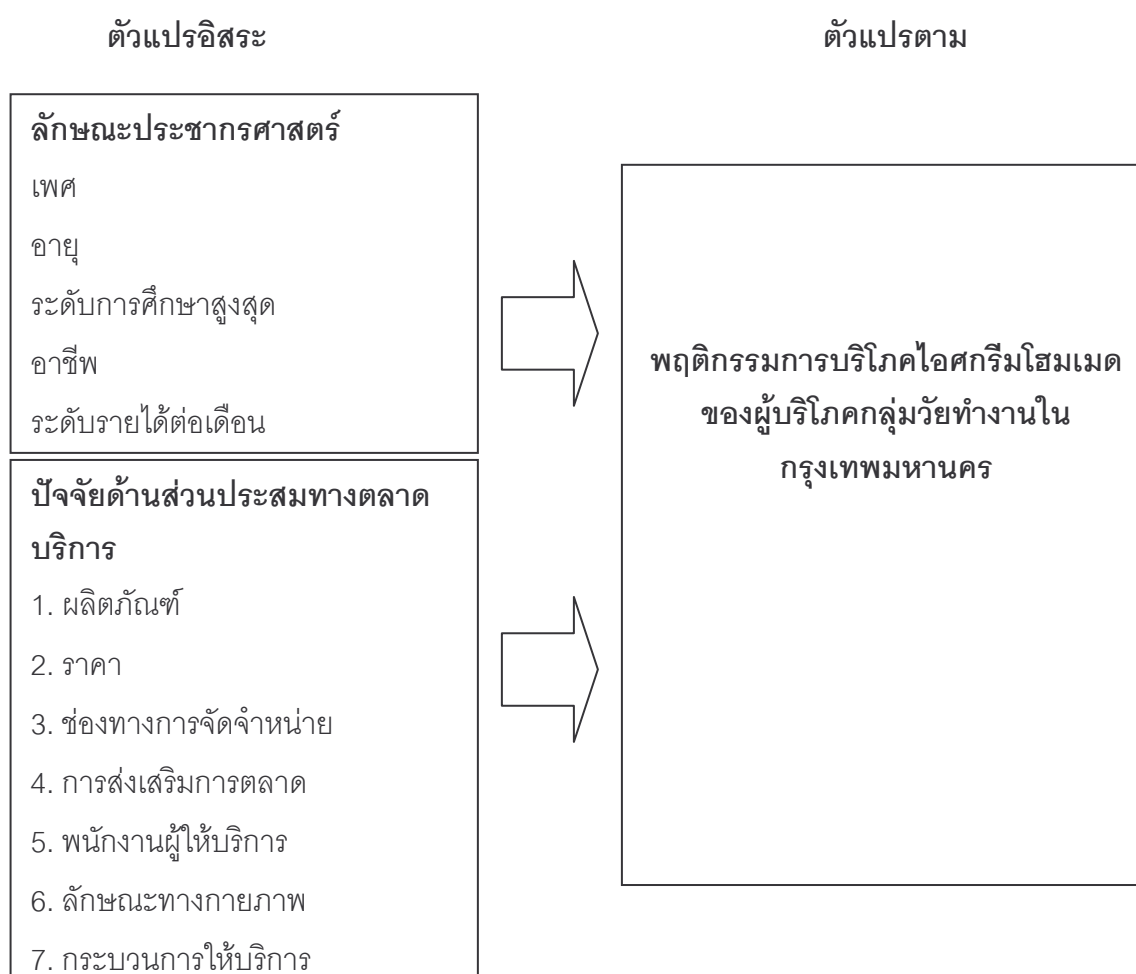 ตัวแปรอิสระ
ตัวแปรตาม
ลักษณะประชากรศาสตร์
เพศ
อายุ
ระดับการศึกษาสูงสุด
อาชีพ
ระดับรายได้ต่อเดือน
ปัจจัยด้านส่วนประสมทางตลาด
บริการ
1. ผลิตภัณฑ์
2. ราคา
3. ช่องทางการจัดจำหน่าย
4. การส่งเสริมการตลาด
5. พนักงานผู้ให้บริการ
6. ลักษณะทางกายภาพ
7. กระบวนการให้บริการ
พฤติกรรมการบริโภคไอศกรีมโฮมเมด
ของผู้บริโภคกลุ่มวัยทำงานใน
กรุงเทพมหานคร